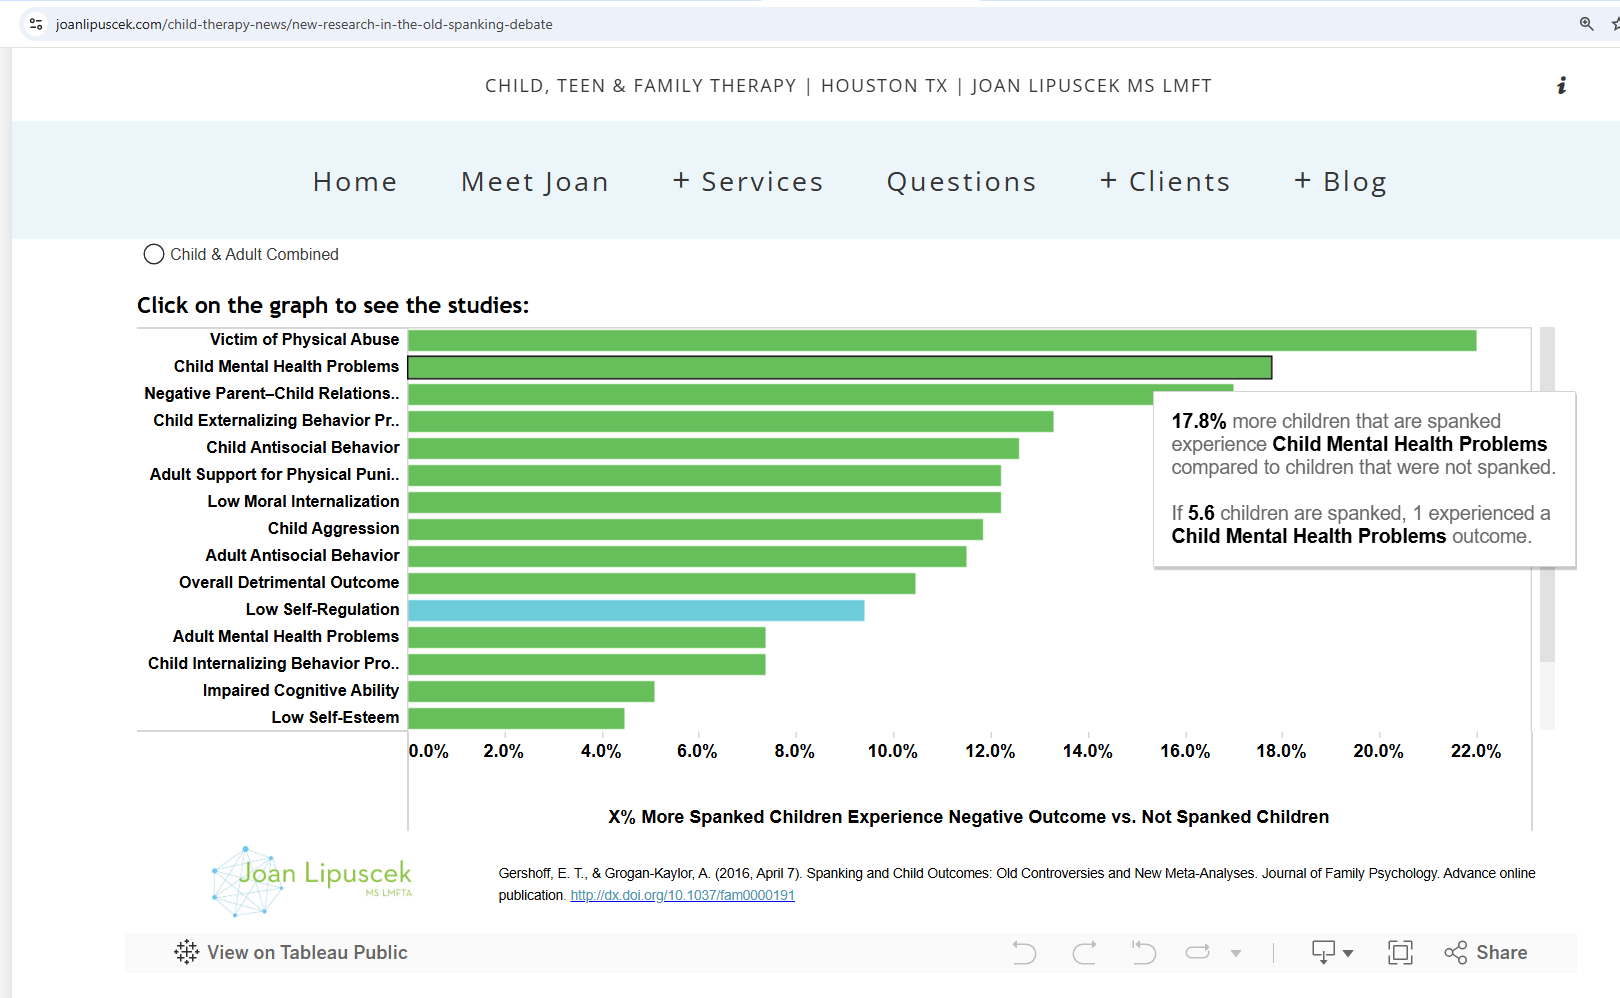 joanlipuscek.com/child-therapy-news/new-research-in-the-old-spanking-debate
CHILD, TEEN & FAMILY THERAPY | HOUSTON TX | JOAN LIPUSCEK MS LMFT
i
Home Meet Joan + Services Questions + Clients + Blog
Child & Adult Combined
Click on the graph to see the studies:
Victim of Physical Abuse
Child Mental Health Problems
Negative Parent–Child Relations..
Child Externalizing Behavior Pr..
Child Antisocial Behavior
Adult Support for Physical Puni..
Low Moral Internalization
Child Aggression
Adult Antisocial Behavior
Overall Detrimental Outcome
Low Self-Regulation
Adult Mental Health Problems
Child Internalizing Behavior Pro..
Impaired Cognitive Ability
Low Self-Esteem
17.8% more children that are spanked
experience Child Mental Health Problems
compared to children that were not spanked.
If 5.6 children are spanked, 1 experienced a
Child Mental Health Problems outcome.
0.0% 2.0% 4.0% 6.0% 8.0% 10.0% 12.0% 14.0% 16.0% 18.0% 20.0% 22.0%
X% More Spanked Children Experience Negative Outcome vs. Not Spanked Children
Joan Lipuscek
MS LMFTA
Gershoff, E. T., & Grogan-Kaylor, A. (2016, April 7). Spanking and Child Outcomes: Old Controversies and New Meta-Analyses. Journal of Family Psychology. Advance online
publication. http://dx.doi.org/10.1037/fam0000191
View on Tableau Public
Share